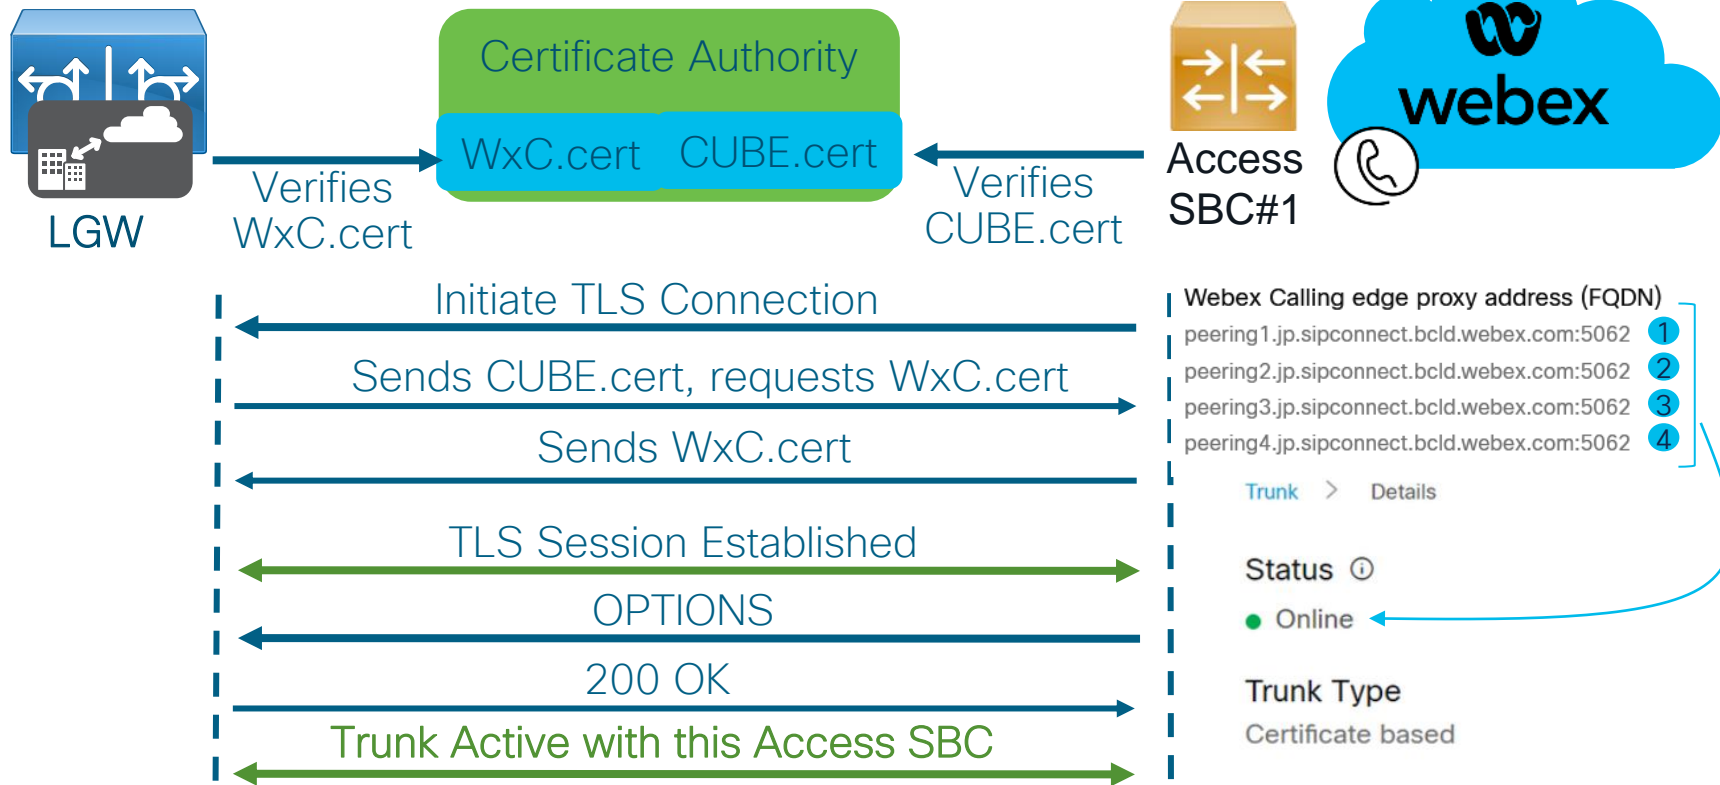 Certificate Authority
WxC.cert
CUBE.cert
webex
LGW
Verifies
WxC.cert
Verifies
CUBE.cert
Access
SBC#1
Initiate TLS Connection
Sends CUBE.cert, requests WxC.cert
Sends WxC.cert
TLS Session Established
OPTIONS
200 OK
Trunk Active with this Access SBC
Webex Calling edge proxy address (FQDN)
peering1.jp.sipconnect.bcld.webex.com:5062 1
peering2.jp.sipconnect.bcld.webex.com:5062 2
peering3.jp.sipconnect.bcld.webex.com:5062 3
peering4.jp.sipconnect.bcld.webex.com:5062 4
Trunk > Details
Status
Online
Trunk Type
Certificate based